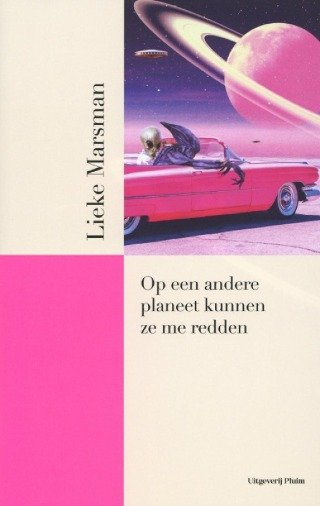 Lieke Marsman
Op een andere
planeet kunnen
ze me redden
Uitgeverij Pluim